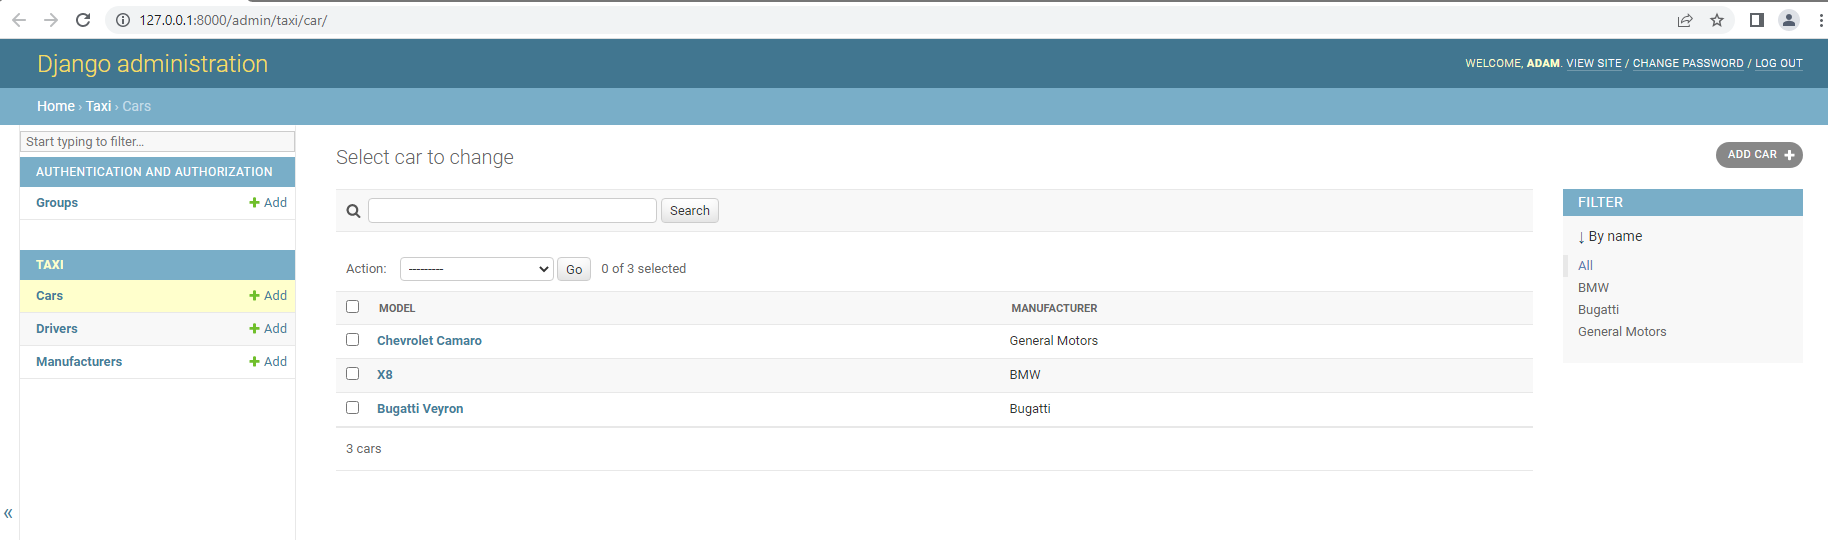 127.0.0.1:8000/admin/taxi/car/
Django administration
WELCOME, ADAM. VIEW SITE / CHANGE PASSWORD / LOG OUT
Home › Taxi › Cars
Start typing to filter...
AUTHENTICATION AND AUTHORIZATION
Groups + Add
TAXI
Cars + Add
Drivers + Add
Manufacturers + Add
«
Select car to change
ADD CAR +
Search
Action: --------- Go 0 of 3 selected
MODEL MANUFACTURER
Chevrolet Camaro General Motors
X8 BMW
Bugatti Veyron Bugatti
3 cars
FILTER
↓ By name
All
BMW
Bugatti
General Motors